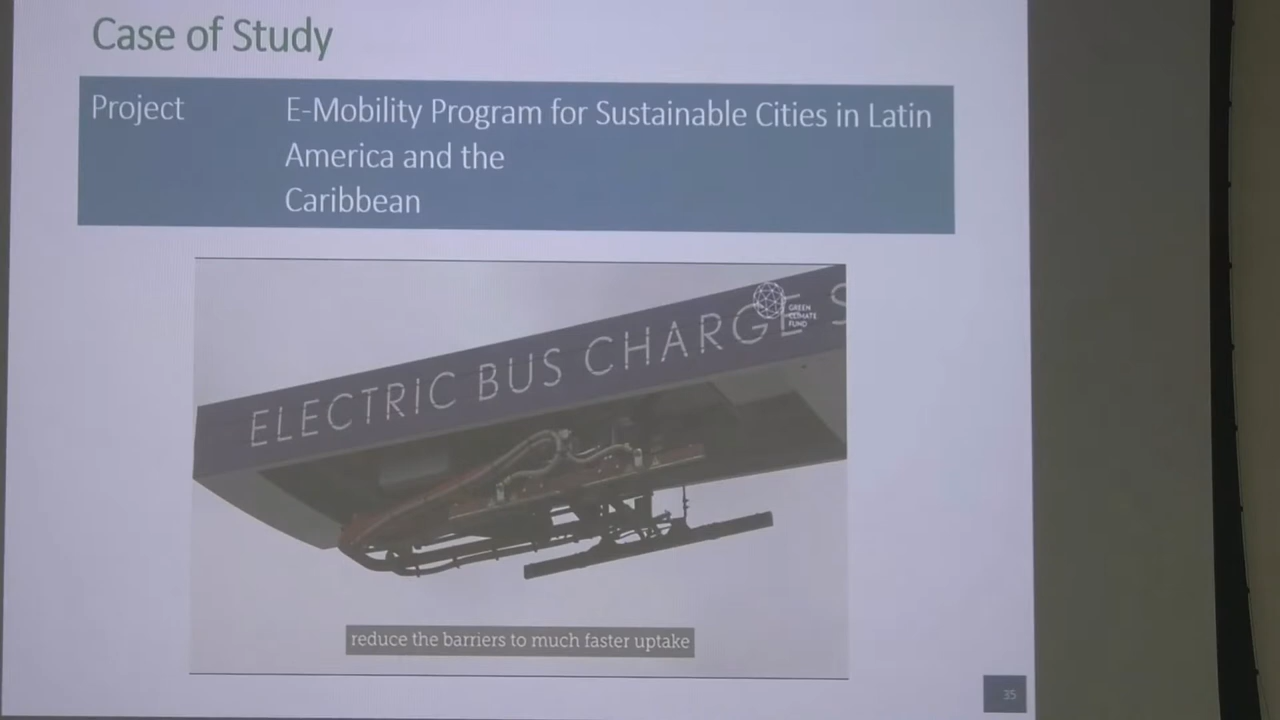 Case of Study
Project
E-Mobility Program for Sustainable Cities in Latin
America and the
Caribbean
ELECTRIC BUS CHARGE S
GREEN
CLIMATE
FUND
reduce the barriers to much faster uptake
35